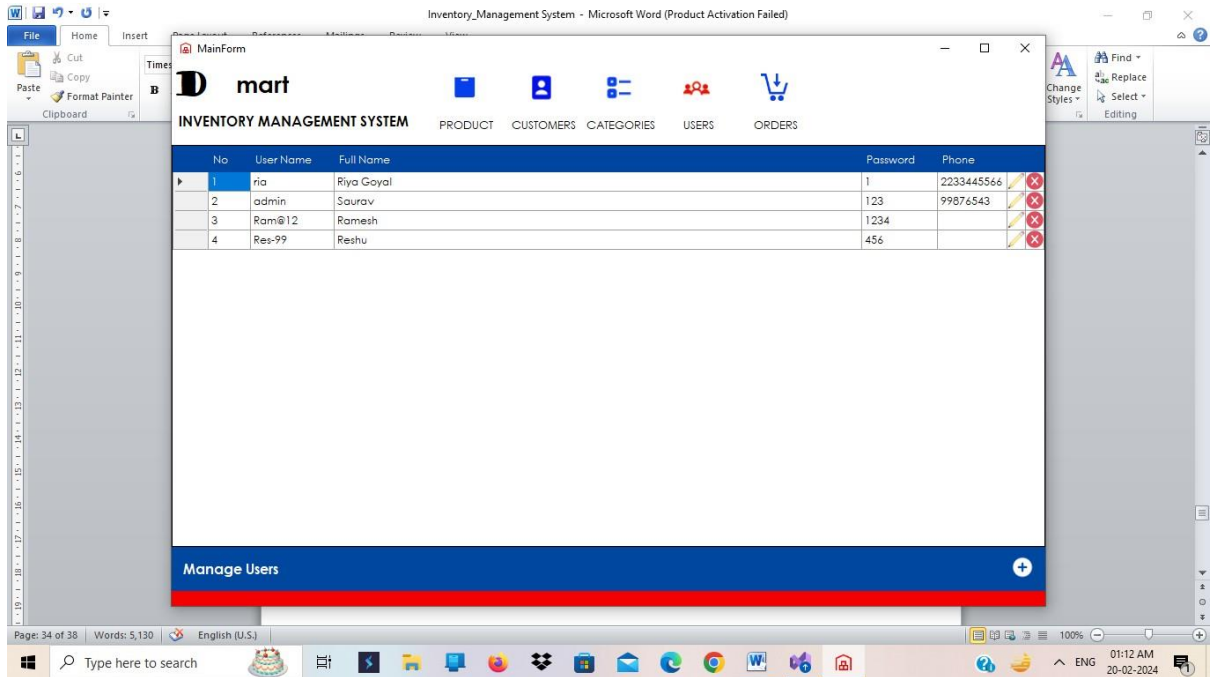 Inventory_Management System - Microsoft Word (Product Activation Failed)
File Home Insert
Cut
Copy
Format Painter
Paste
Clipboard
Times
B
Change
Styles
Find
Replace
Select
Editing
MainForm
D mart
INVENTORY MANAGEMENT SYSTEM
PRODUCT CUSTOMERS CATEGORIES USERS ORDERS
No User Name Full Name Password Phone
1 ria Riya Goyal 1 2233445566
2 admin Saurav 123 99876543
3 Ram@12 Ramesh 1234
4 Res-99 Reshu 456
Manage Users
Page: 34 of 38 Words: 5,130 English (U.S.) 100%
Type here to search
ENG 01:12 AM
20-02-2024